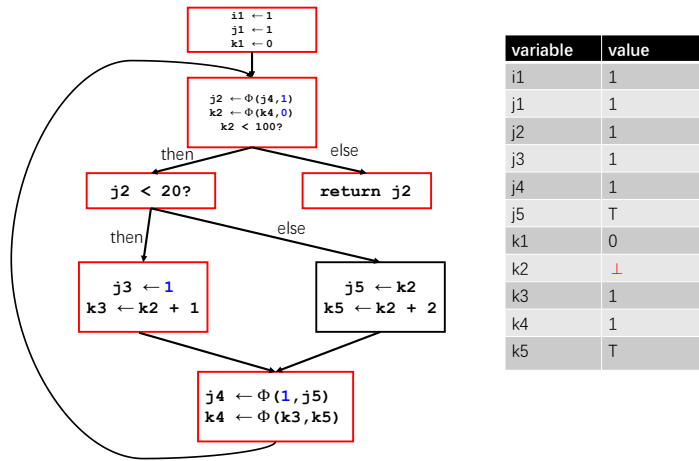 i1 ← 1
j1 ← 1
k1 ← 0
j2 ← Φ(j4,1)
k2 ← Φ(k4,0)
k2 < 100?
then
else
j2 < 20?
return j2
then
else
j3 ← 1
k3 ← k2 + 1
j5 ← k2
k5 ← k2 + 2
j4 ← Φ(1,j5)
k4 ← Φ(k3,k5)
variable value
i1 1
j1 1
j2 1
j3 1
j4 1
j5 T
k1 0
k2 ⊥
k3 1
k4 1
k5 T